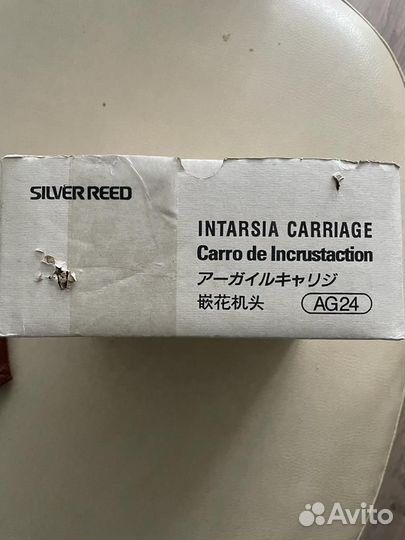 SILVER REED
INTARSIA CARRIAGE
Carro de Incrustaction
アーガイルキャリジ
嵌花机头 AG24
Avito